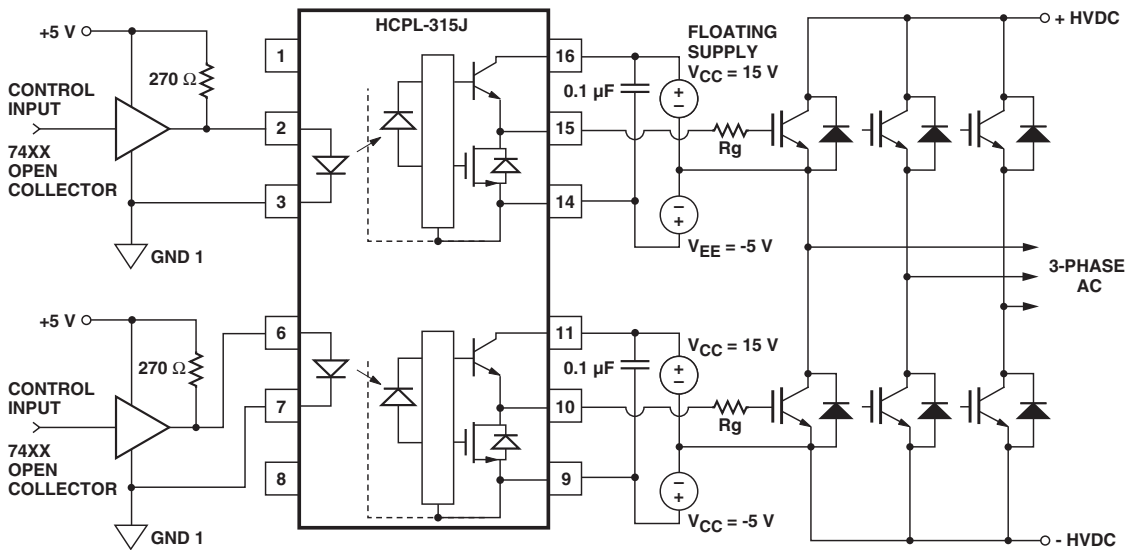 HCPL-315J
+5 V
270 Ω
CONTROL
INPUT
74XX
OPEN
COLLECTOR
GND 1
1
2
3
16
15
14
0.1 µF
FLOATING
SUPPLY
VCC = 15 V
+
−
Rg
−
+
VEE = -5 V
+ HVDC
3-PHASE
AC
+5 V
270 Ω
CONTROL
INPUT
74XX
OPEN
COLLECTOR
GND 1
6
7
8
11
10
9
0.1 µF
VCC = 15 V
+
−
Rg
−
+
VCC = -5 V
- HVDC